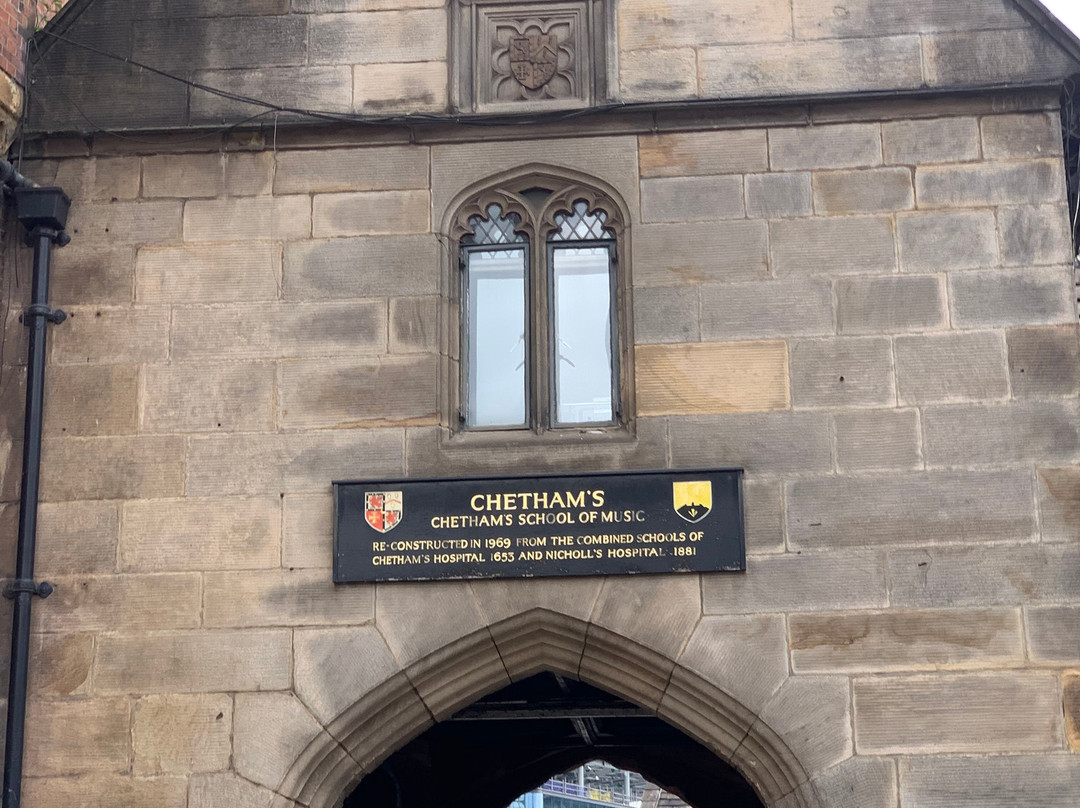 CHETHAM'S
CHETHAM'S SCHOOL OF MUSIC
RE-CONSTRUCTED IN 1969 FROM THE COMBINED SCHOOLS OF
CHETHAM'S HOSPITAL 1653 AND NICHOLL'S HOSPITAL 1881